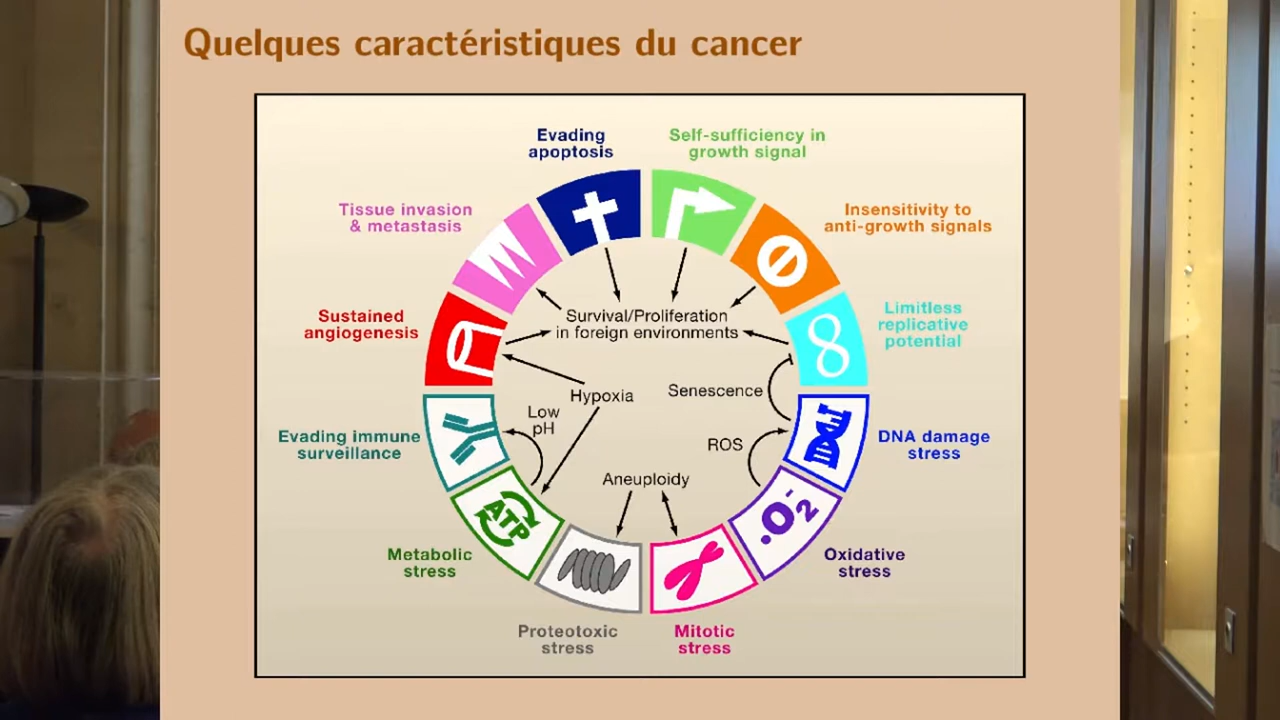 Quelques caractéristiques du cancer
Evading
apoptosis
Self-sufficiency in
growth signal
Tissue invasion
& metastasis
Insensitivity to
anti-growth signals
Sustained
angiogenesis
Survival/Proliferation
in foreign environments
Limitless
replicative
potential
Hypoxia
Senescence
Low
pH
Evading immune
surveillance
ROS
DNA damage
stress
Aneuploidy
ATP
.O2-
Metabolic
stress
Oxidative
stress
Proteotoxic
stress
Mitotic
stress